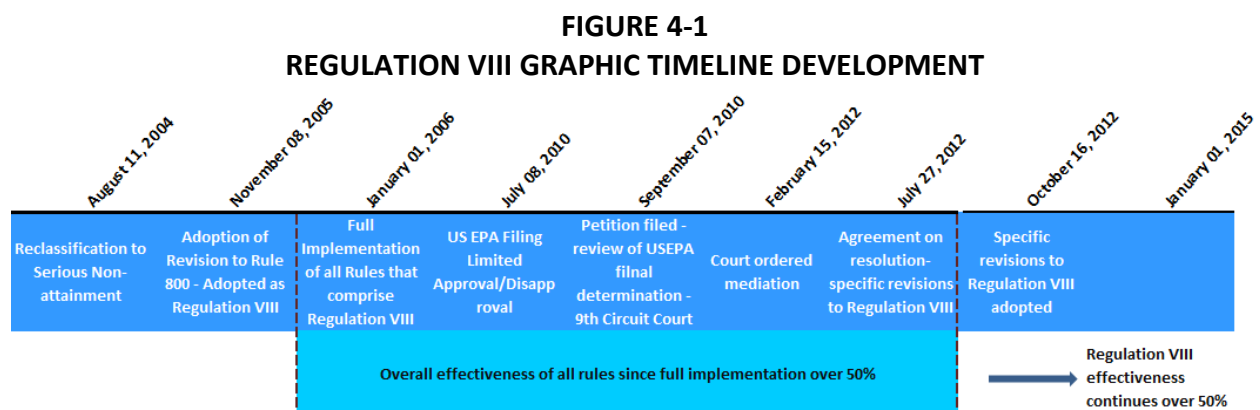 FIGURE 4-1
REGULATION VIII GRAPHIC TIMELINE DEVELOPMENT
August 11, 2004
November 08, 2005
January 01, 2006
July 08, 2010
September 07, 2010
February 15, 2012
July 27, 2012
October 16, 2012
January 01, 2015
Reclassification to
Serious Non-
attainment
Adoption of
Revision to Rule
800 - Adopted as
Regulation VIII
Full
Implementation
of all Rules that
comprise
Regulation VIII
US EPA Filing
Limited
Approval/Disapp
roval
Petition filed -
review of USEPA
filnal
determination -
9th Circuit Court
Court ordered
mediation
Agreement on
resolution-
specific revisions
to Regulation VIII
Specific
revisions to
Regulation VIII
adopted
Overall effectiveness of all rules since full implementation over 50%
Regulation VIII
effectiveness
continues over 50%